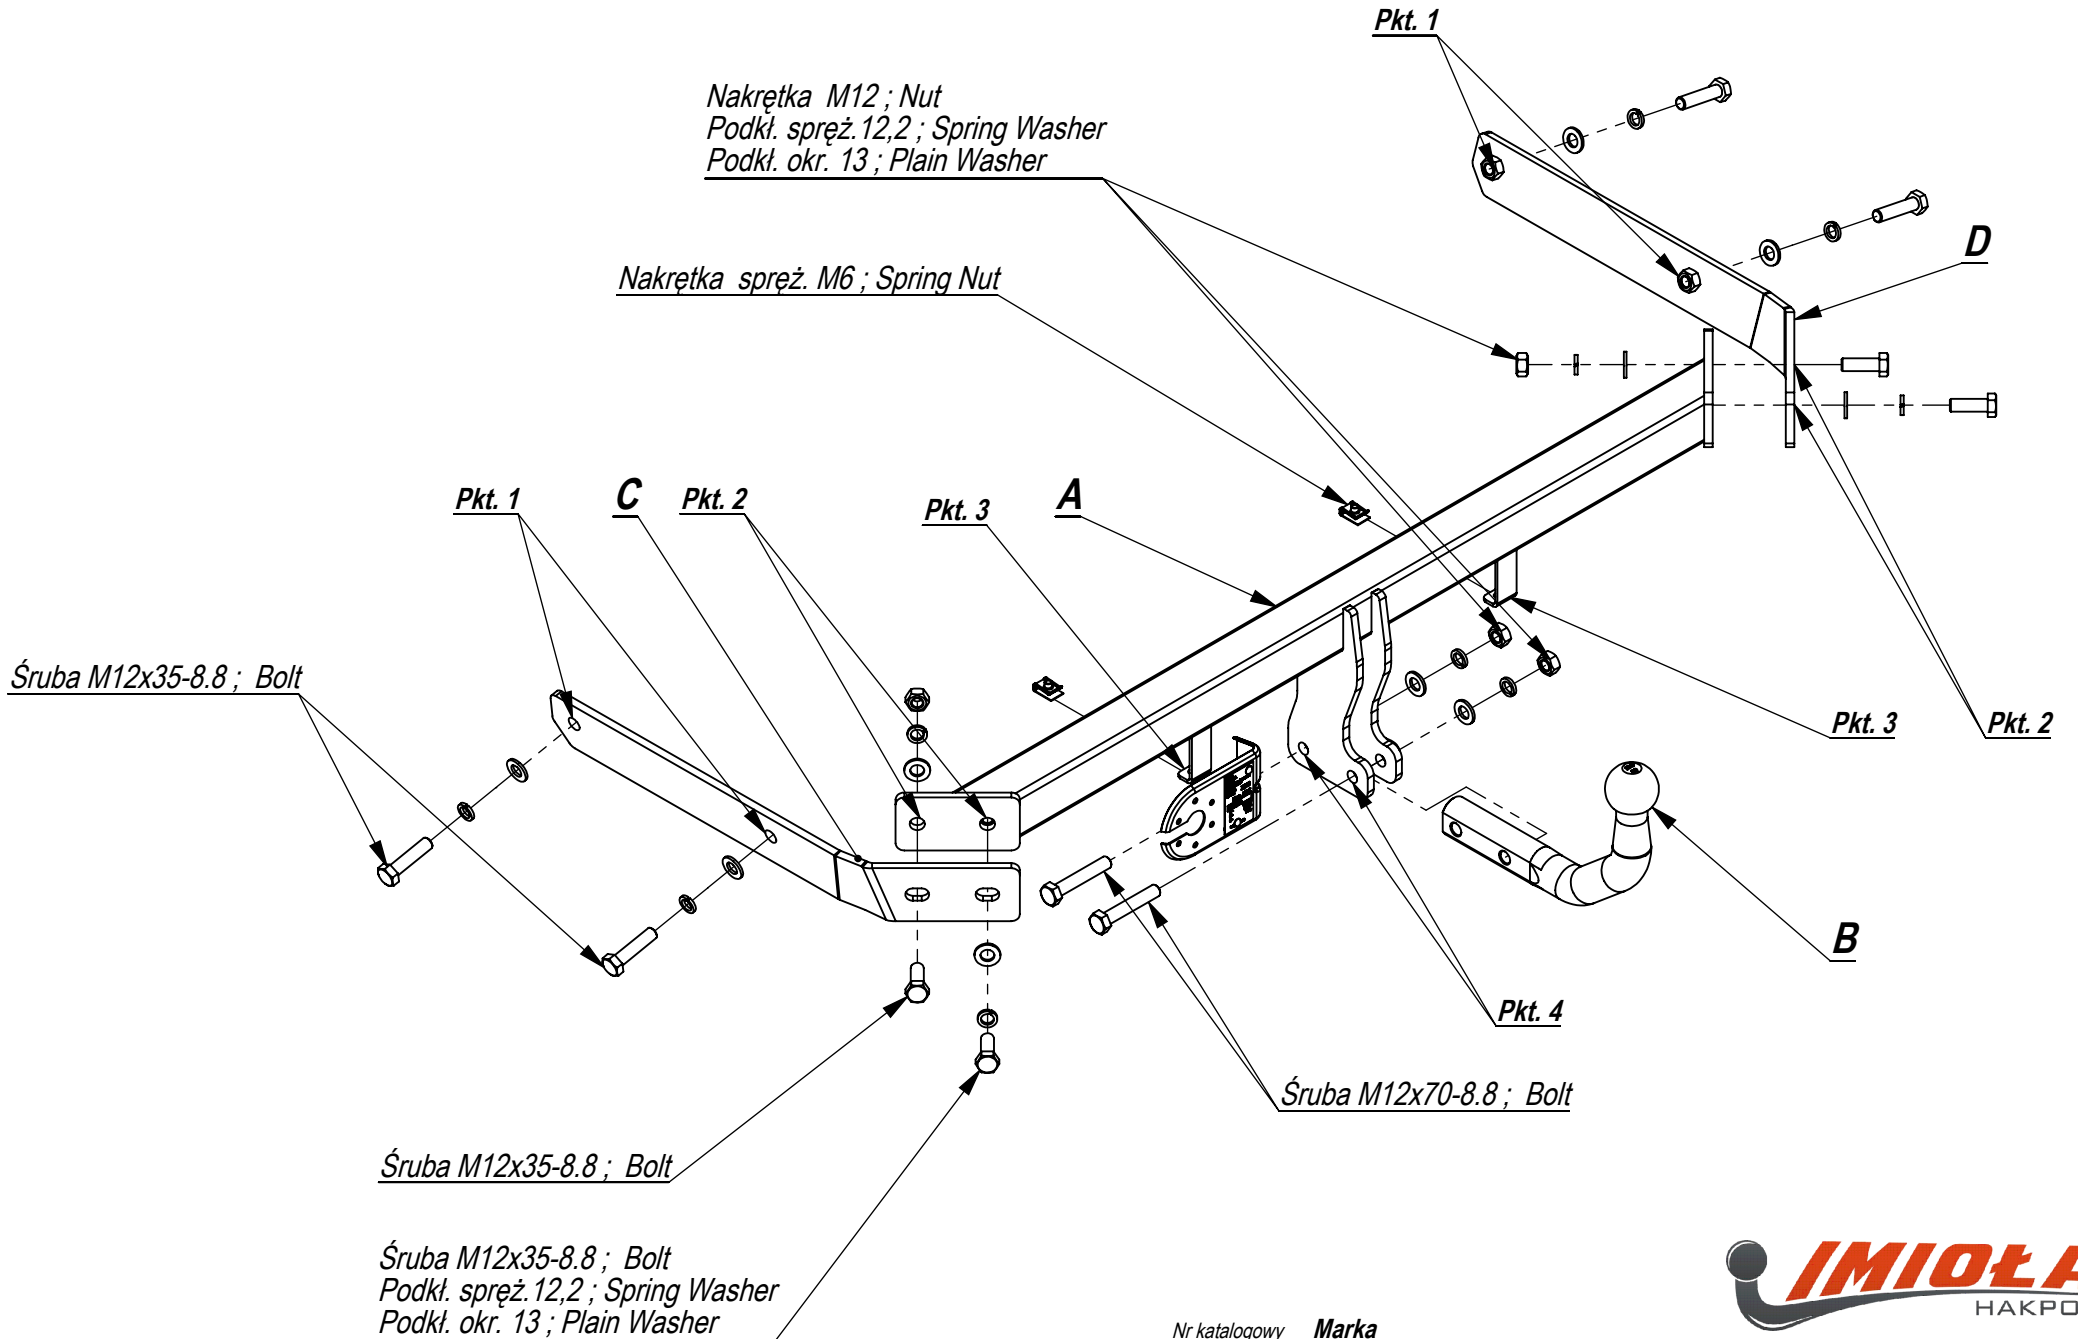 Pkt. 1
Nakrętka M12 ; Nut
Podkł. spręż.12,2 ; Spring Washer
Podkł. okr. 13 ; Plain Washer
D
Nakrętka spręż. M6 ; Spring Nut
Pkt. 1
C
Pkt. 2
Pkt. 3
A
Śruba M12x35-8.8 ; Bolt
Pkt. 3
Pkt. 2
B
Pkt. 4
Śruba M12x70-8.8 ; Bolt
Śruba M12x35-8.8 ; Bolt
Śruba M12x35-8.8 ; Bolt
Podkł. spręż.12,2 ; Spring Washer
Podkł. okr. 13 ; Plain Washer
Nr katalogowy Marka
IMIOŁA
HAKPO